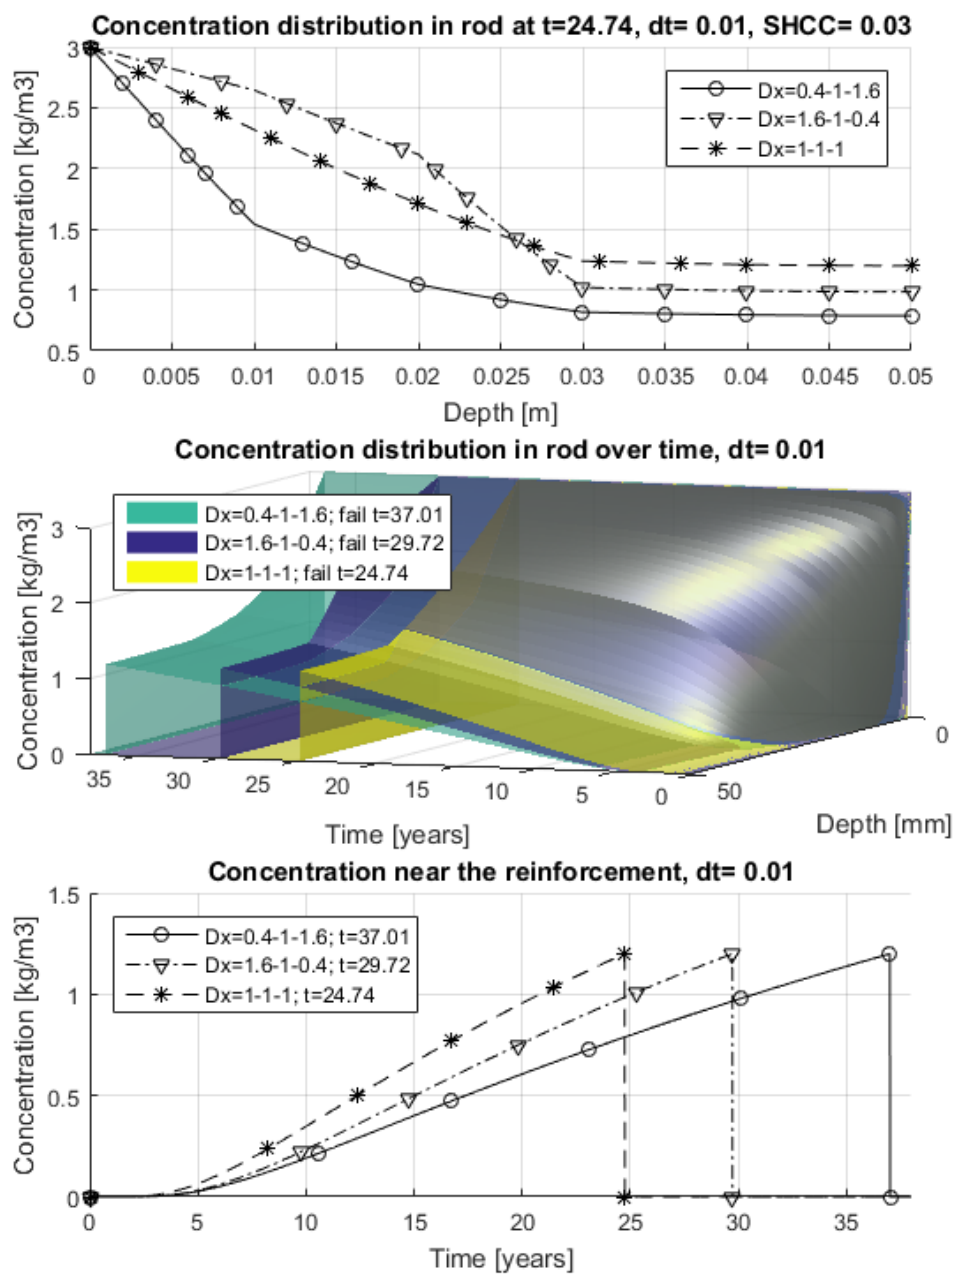 Concentration distribution in rod at t=24.74, dt= 0.01, SHCC= 0.03
Concentration [kg/m3]
3
2.5
2
1.5
1
0.5
Dx=0.4-1-1.6
Dx=1.6-1-0.4
Dx=1-1-1
0
0.005
0.01
0.015
0.02
0.025
0.03
0.035
0.04
0.045
0.05
Depth [m]
Concentration distribution in rod over time, dt= 0.01
Concentration [kg/m3]
3
2
1
0
Dx=0.4-1-1.6; fail t=37.01
Dx=1.6-1-0.4; fail t=29.72
Dx=1-1-1; fail t=24.74
35
30
25
20
15
10
5
0
50
0
Time [years]
Depth [mm]
Concentration near the reinforcement, dt= 0.01
Concentration [kg/m3]
1.5
1
0.5
0
Dx=0.4-1-1.6; t=37.01
Dx=1.6-1-0.4; t=29.72
Dx=1-1-1; t=24.74
0
5
10
15
20
25
30
35
Time [years]